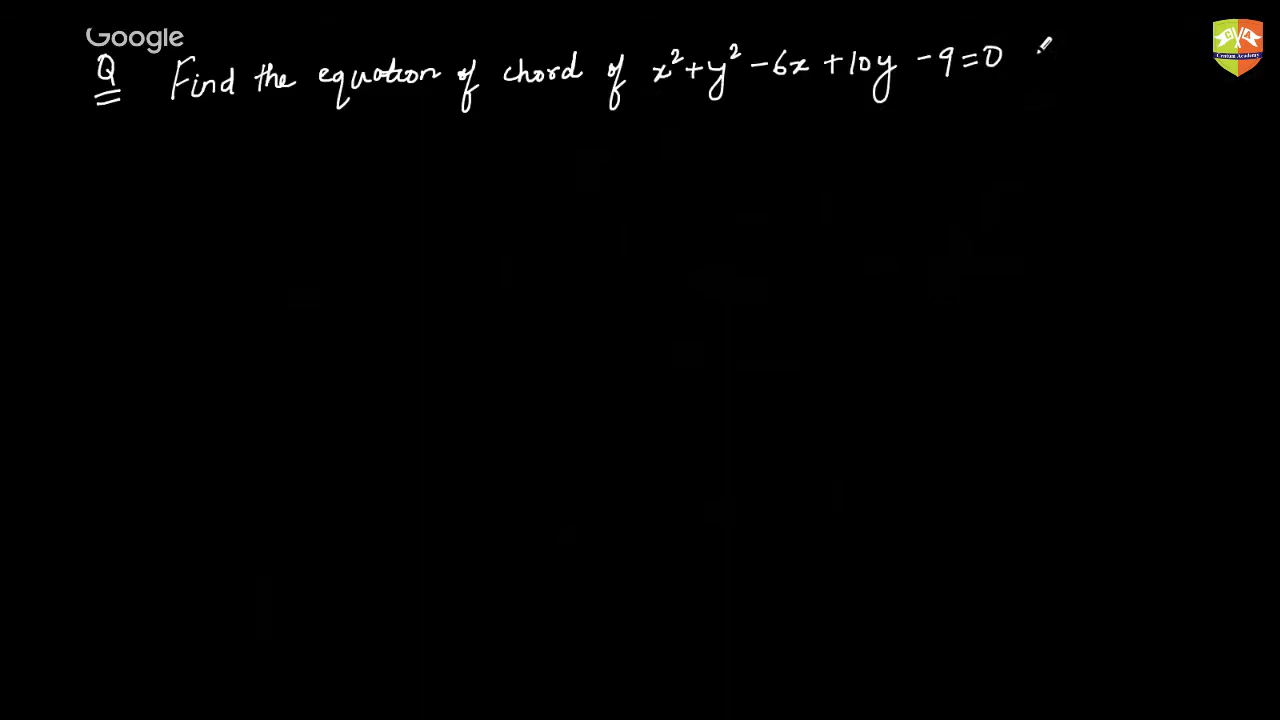 Google
Q Find the equation of chord of x²+y²-6x+10y-9=0